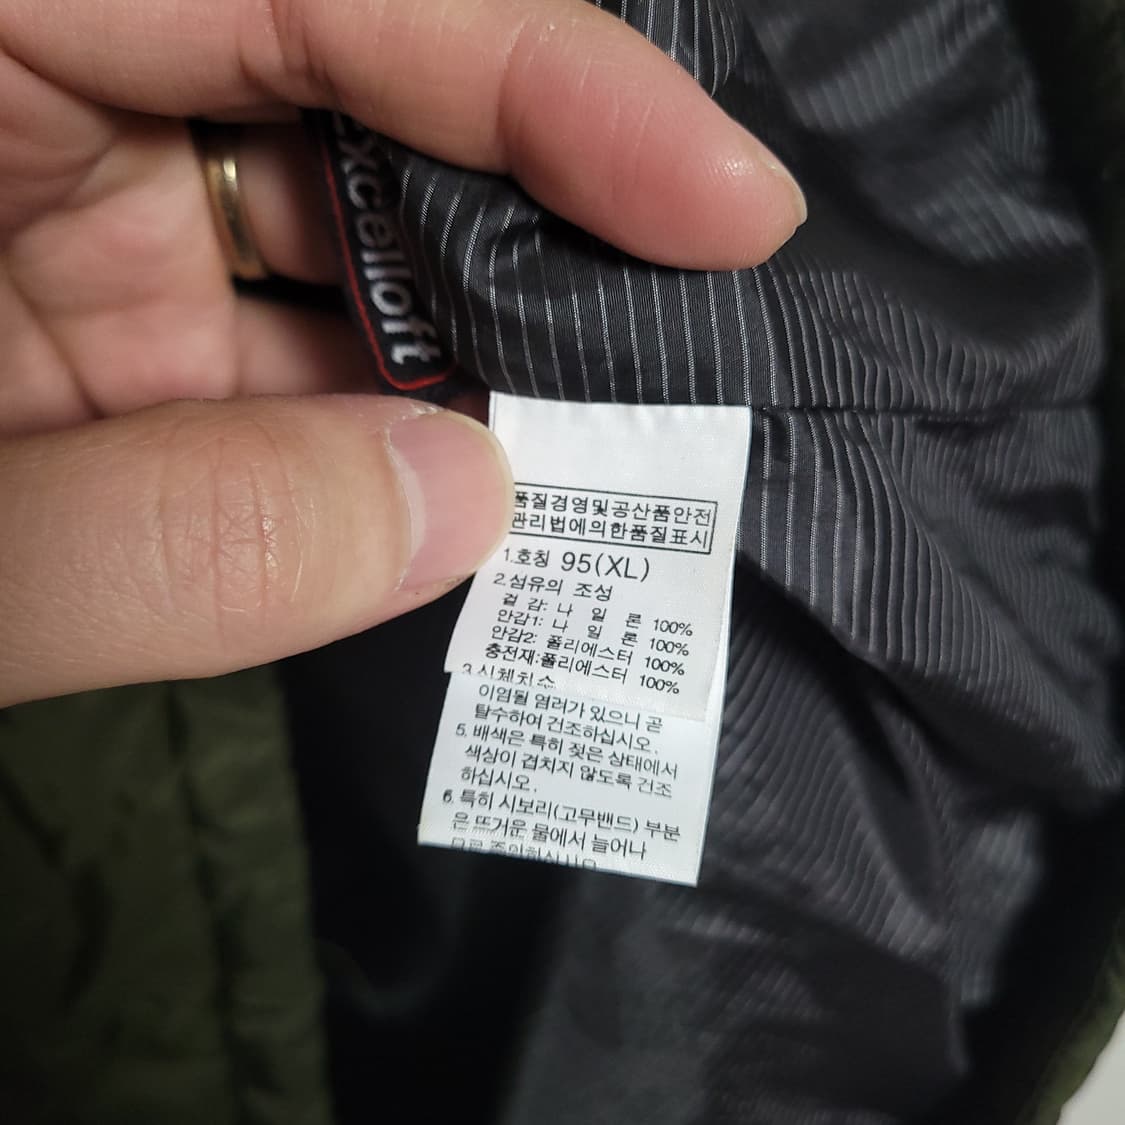 excelloft
품질경영및공산품안전
관리법에의한품질표시
1.호칭 95(XL)
2.섬유의 조성
겉 감: 나 일 론 100%
안감1: 나 일 론 100%
안감2: 폴리에스터 100%
충전재:폴리에스터 100%
3.신체치수
이염될 염려가 있으니 곧
탈수하여 건조하십시오.
5. 배색은 특히 젖은 상태에서
색상이 겹치지 않도록 건조
하십시오.
6. 특히 시보리(고무밴드) 부분
은 뜨거운 물에서 늘어나